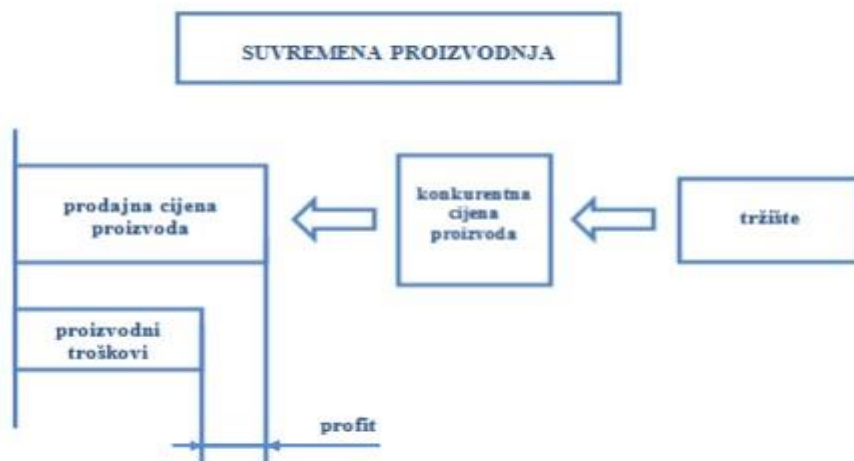 SUVREMENA PROIZVODNJA
prodajna cijena
proizvoda
konkurentna
cijena
proizvoda
tržište
proizvodni
troškovi
profit